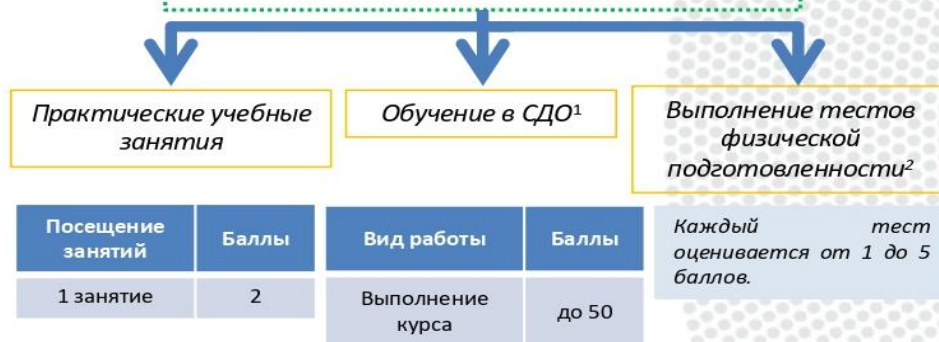 Практические учебные
занятия
Обучение в СДО¹
Выполнение тестов
физической
подготовленности²
Посещение
занятий
Баллы
1 занятие
2
Вид работы
Баллы
Выполнение
курса
до 50
Каждый тест
оценивается от 1 до 5
баллов.